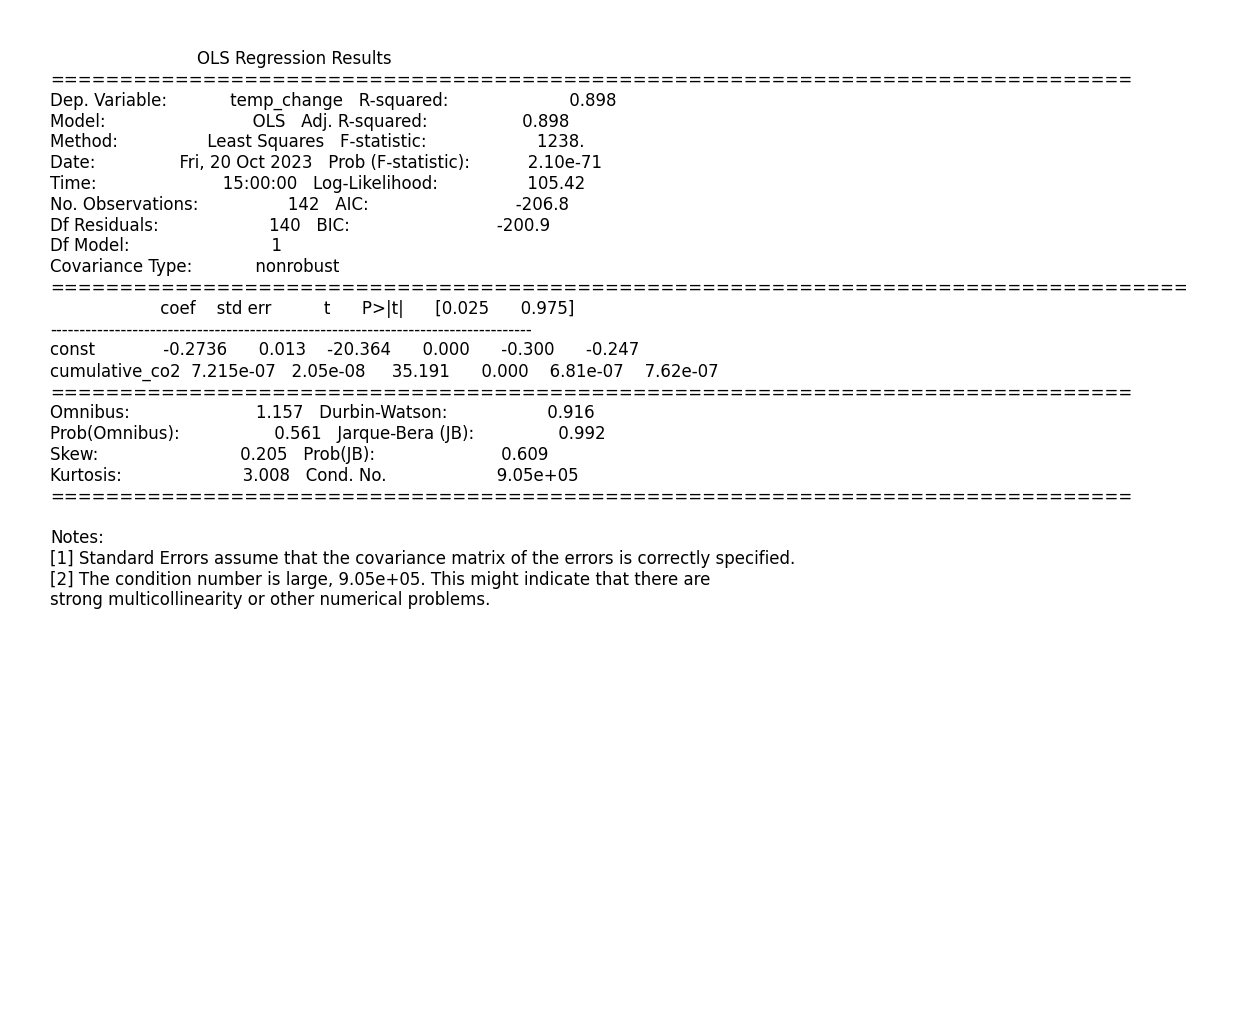 OLS Regression Results
==============================================================================
Dep. Variable: temp_change R-squared: 0.898
Model: OLS Adj. R-squared: 0.898
Method: Least Squares F-statistic: 1238.
Date: Fri, 20 Oct 2023 Prob (F-statistic): 2.10e-71
Time: 15:00:00 Log-Likelihood: 105.42
No. Observations: 142 AIC: -206.8
Df Residuals: 140 BIC: -200.9
Df Model: 1
Covariance Type: nonrobust
==================================================================================
coef std err t P>|t| [0.025 0.975]
----------------------------------------------------------------------------------
const -0.2736 0.013 -20.364 0.000 -0.300 -0.247
cumulative_co2 7.215e-07 2.05e-08 35.191 0.000 6.81e-07 7.62e-07
==============================================================================
Omnibus: 1.157 Durbin-Watson: 0.916
Prob(Omnibus): 0.561 Jarque-Bera (JB): 0.992
Skew: 0.205 Prob(JB): 0.609
Kurtosis: 3.008 Cond. No. 9.05e+05
==============================================================================
Notes:
[1] Standard Errors assume that the covariance matrix of the errors is correctly specified.
[2] The condition number is large, 9.05e+05. This might indicate that there are
strong multicollinearity or other numerical problems.